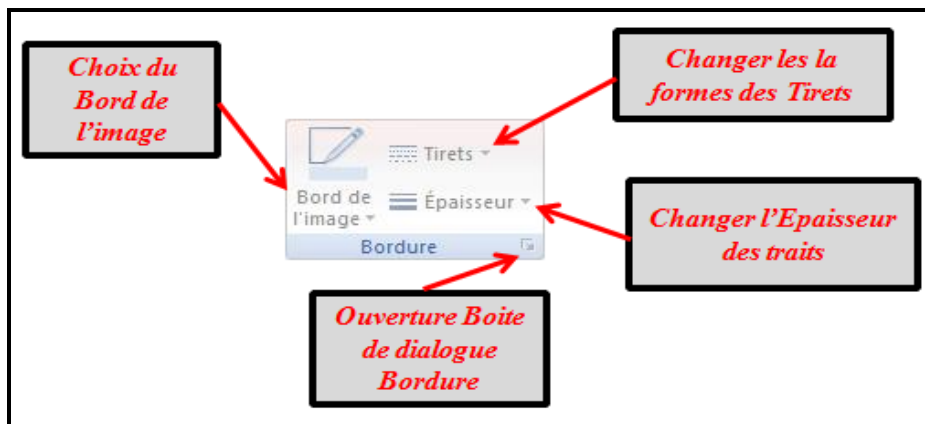 Choix du
Bord de
l'image
Changer les la
formes des Tirets
Tirets
Bord de
l'image
Épaisseur
Bordure
Changer l'Epaisseur
des traits
Ouverture Boite
de dialogue
Bordure